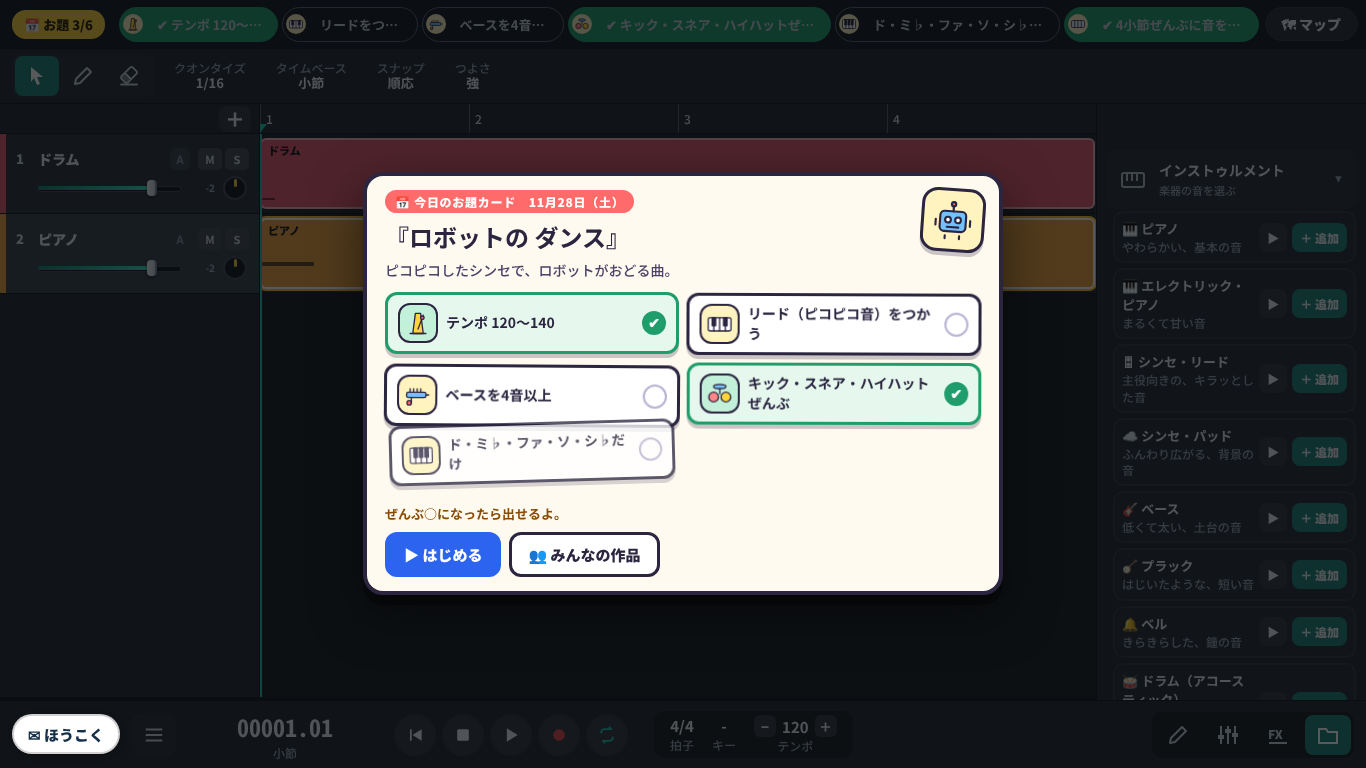 お題 3/6
✔ テンポ 120〜…
リードをつ…
ベースを4音…
✔ キック・スネア・ハイハットぜ…
ド・ミ♭・ファ・ソ・シ♭…
✔ 4小節ぜんぶに音を…
マップ
クオンタイズ
1/16
タイムベース
小節
スナップ
順応
つよさ
強
1
2
3
4
1 ドラム
A M S
-2
ドラム
2 ピアノ
A M S
-2
ピアノ
今日のお題カード 11月28日（土）
『ロボットの ダンス』
ピコピコしたシンセで、ロボットがおどる曲。
テンポ 120〜140
✔
リード（ピコピコ音）をつか
う
ベースを4音以上
キック・スネア・ハイハット
ぜんぶ
✔
ド・ミ♭・ファ・ソ・シ♭だ
け
ぜんぶ○になったら出せるよ。
▶ はじめる
みんなの作品
インストゥルメント
楽器の音を選ぶ
ピアノ
やわらかい、基本の音
＋追加
エレクトリック・
ピアノ
まるくて甘い音
＋追加
シンセ・リード
主役向きの、キラッとし
た音
＋追加
シンセ・パッド
ふんわり広がる、背景の
音
＋追加
ベース
低くて太い、土台の音
＋追加
プラック
はじいたような、短い音
＋追加
ベル
きらきらした、鐘の音
＋追加
ドラム（アコース
ティック）
✉ ほうこく
00001.01
小節
4/4
拍子
-
キー
− 120 +
テンポ
FX